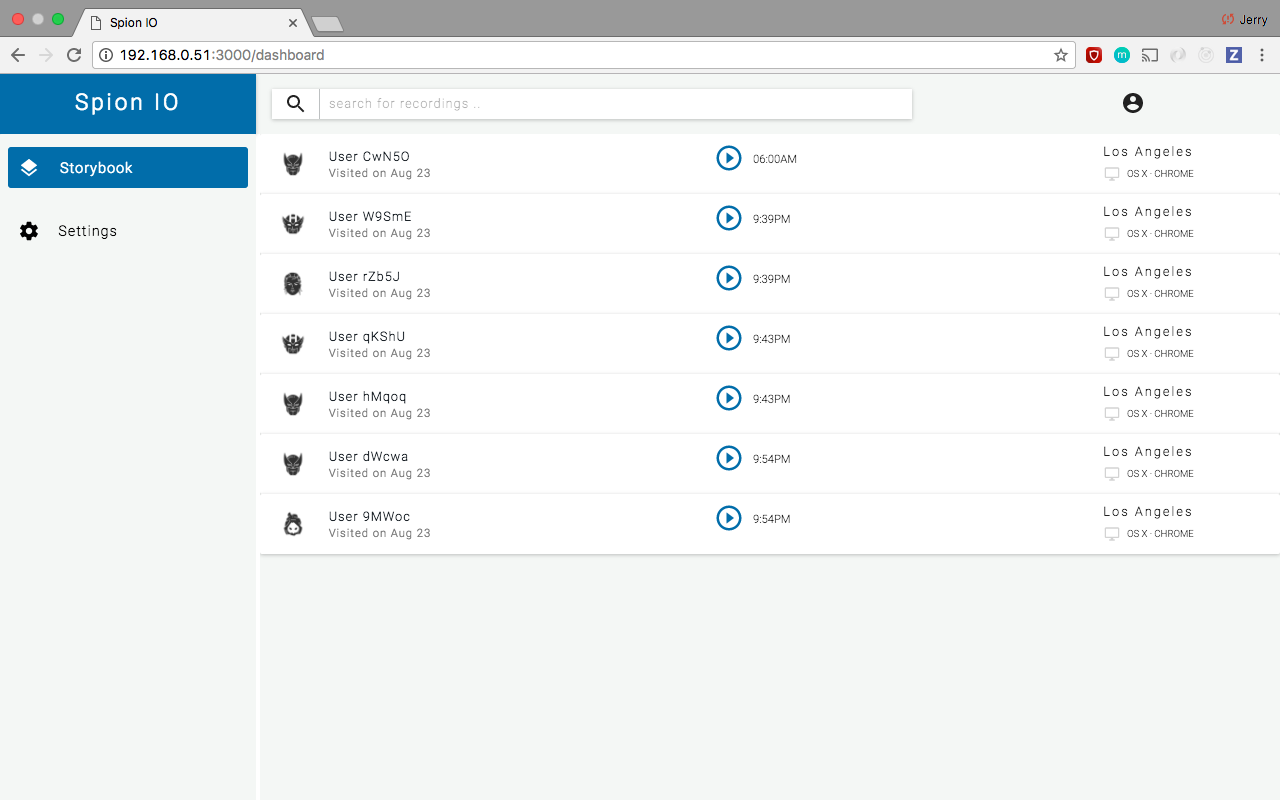 Spion IO
Jerry
192.168.0.51:3000/dashboard
m
Z
Spion IO
search for recordings ..
Storybook
Settings
User CwN5O
Visited on Aug 23
06:00AM
Los Angeles
OS X · CHROME
User W9SmE
Visited on Aug 23
9:39PM
Los Angeles
OS X · CHROME
User rZb5J
Visited on Aug 23
9:39PM
Los Angeles
OS X · CHROME
User qKShU
Visited on Aug 23
9:43PM
Los Angeles
OS X · CHROME
User hMqoq
Visited on Aug 23
9:43PM
Los Angeles
OS X · CHROME
User dWcwa
Visited on Aug 23
9:54PM
Los Angeles
OS X · CHROME
User 9MWoc
Visited on Aug 23
9:54PM
Los Angeles
OS X · CHROME